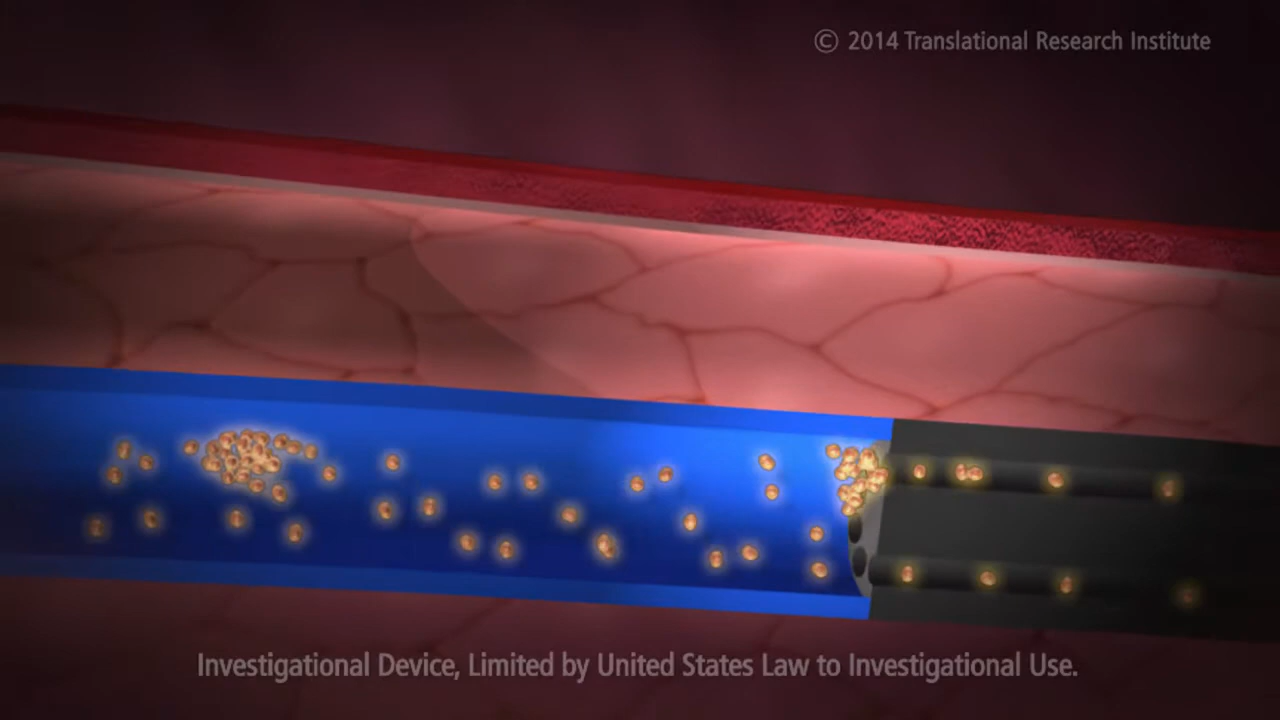 © 2014 Translational Research Institute
Investigational Device, Limited by United States Law to Investigational Use.